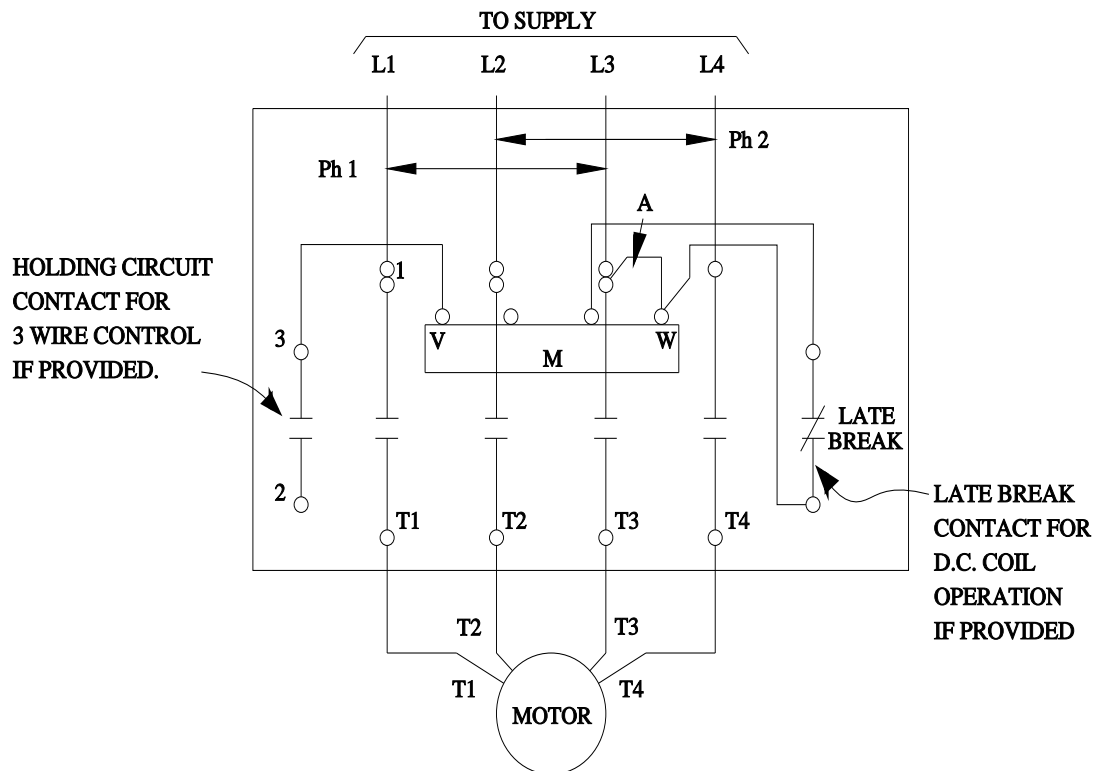 TO SUPPLY
L1 L2 L3 L4
Ph 2
Ph 1
A
HOLDING CIRCUIT
CONTACT FOR
3 WIRE CONTROL
IF PROVIDED.
1
3
V W
M
LATE
BREAK
2
T1 T2 T3 T4
LATE BREAK
CONTACT FOR
D.C. COIL
OPERATION
IF PROVIDED
T2 T3
T1 T4
MOTOR